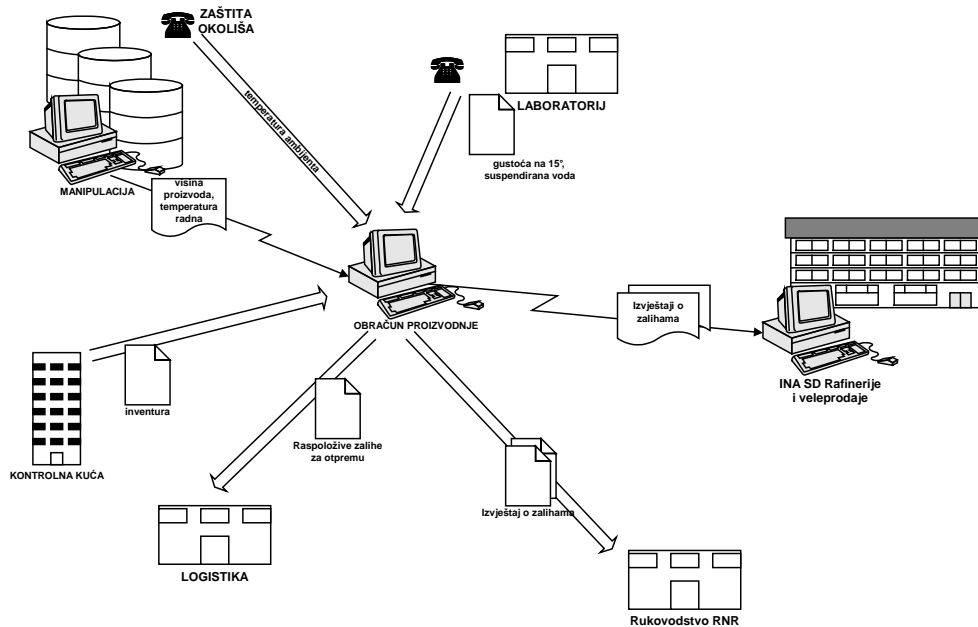 ZAŠTITA
OKOLIŠA
LABORATORIJ
temperatura ambijenta
gustoća na 15°,
suspendirana voda
MANIPULACIJA
visina
proizvoda,
temperatura
radna
OBRAČUN PROIZVODNJE
Izvještaji o
zalihama
INA SD Rafinerije
i veleprodaje
inventura
KONTROLNA KUĆA
Raspoložive zalihe
za otpremu
Izvještaj o zalihama
LOGISTIKA
Rukovodstvo RNR